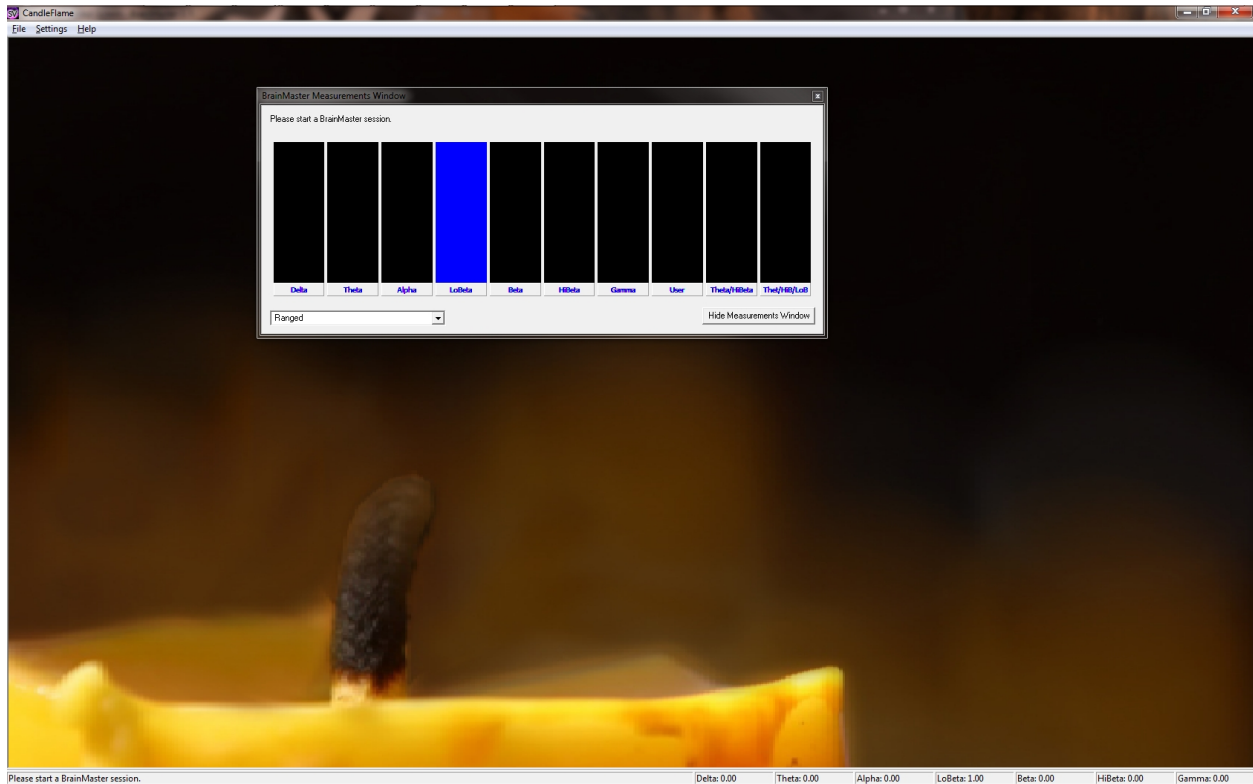 SV CandleFlame
File Settings Help
BrainMaster Measurements Window
Please start a BrainMaster session.
Delta Theta Alpha LoBeta Beta HiBeta Gamma User Theta/HiBeta Thet/HiB/LoB
Ranged Hide Measurements Window
Please start a BrainMaster session. Delta: 0.00 Theta: 0.00 Alpha: 0.00 LoBeta: 1.00 Beta: 0.00 HiBeta: 0.00 Gamma: 0.00